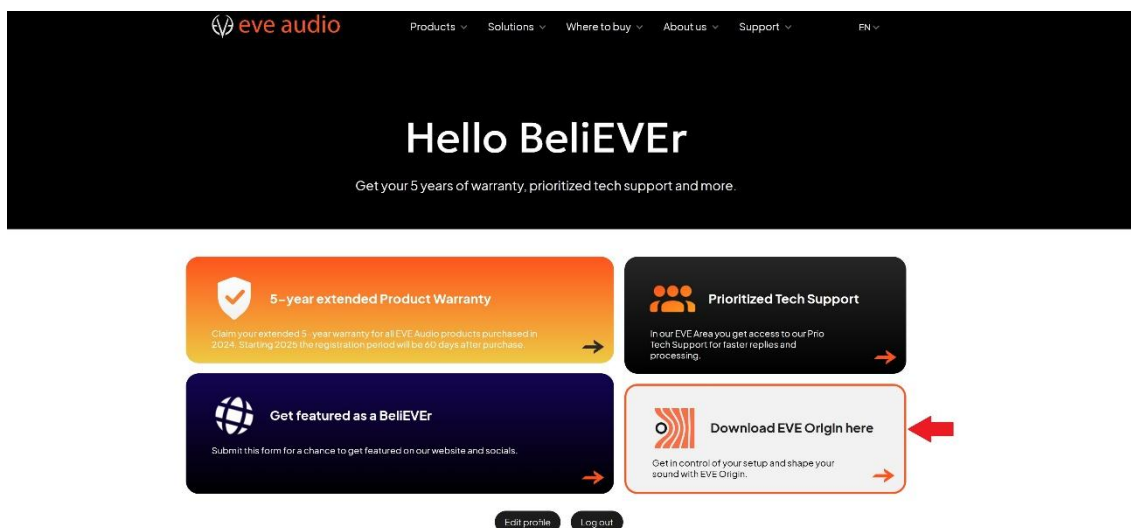 eve audio
Products Solutions Where to buy About us Support EN
Hello BeliEVEr
Get your 5 years of warranty, prioritized tech support and more.
5-year extended Product Warranty
Claim your extended 5-year warranty for all EVE Audio products purchased in
2024. Starting 2025 the registration period will be 60 days after purchase.
Prioritized Tech Support
In our EVE Area you get access to our Prio
Tech Support for faster replies and
processing.
Get featured as a BeliEVEr
Submit this form for a chance to get featured on our website and socials.
Download EVE Origin here
Get in control of your setup and shape your
sound with EVE Origin.
Edit profile Log out